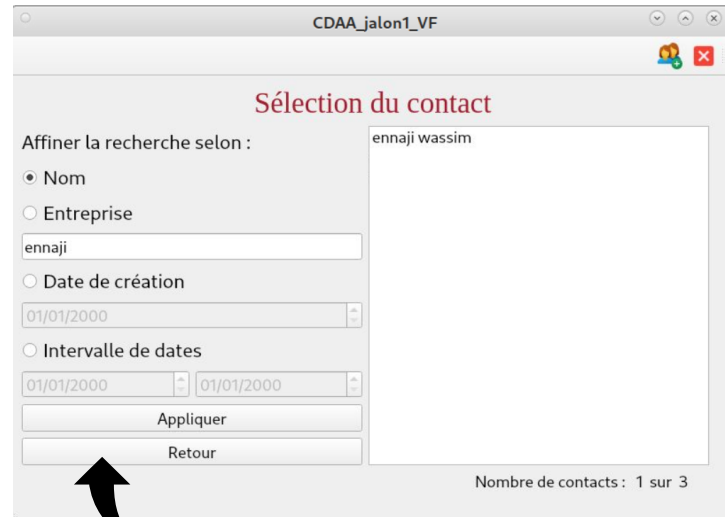 CDAA_jalon1_VF
Sélection du contact
Affiner la recherche selon :
Nom
Entreprise
ennaji
Date de création
01/01/2000
Intervalle de dates
01/01/2000 01/01/2000
Appliquer
Retour
ennaji wassim
Nombre de contacts : 1 sur 3